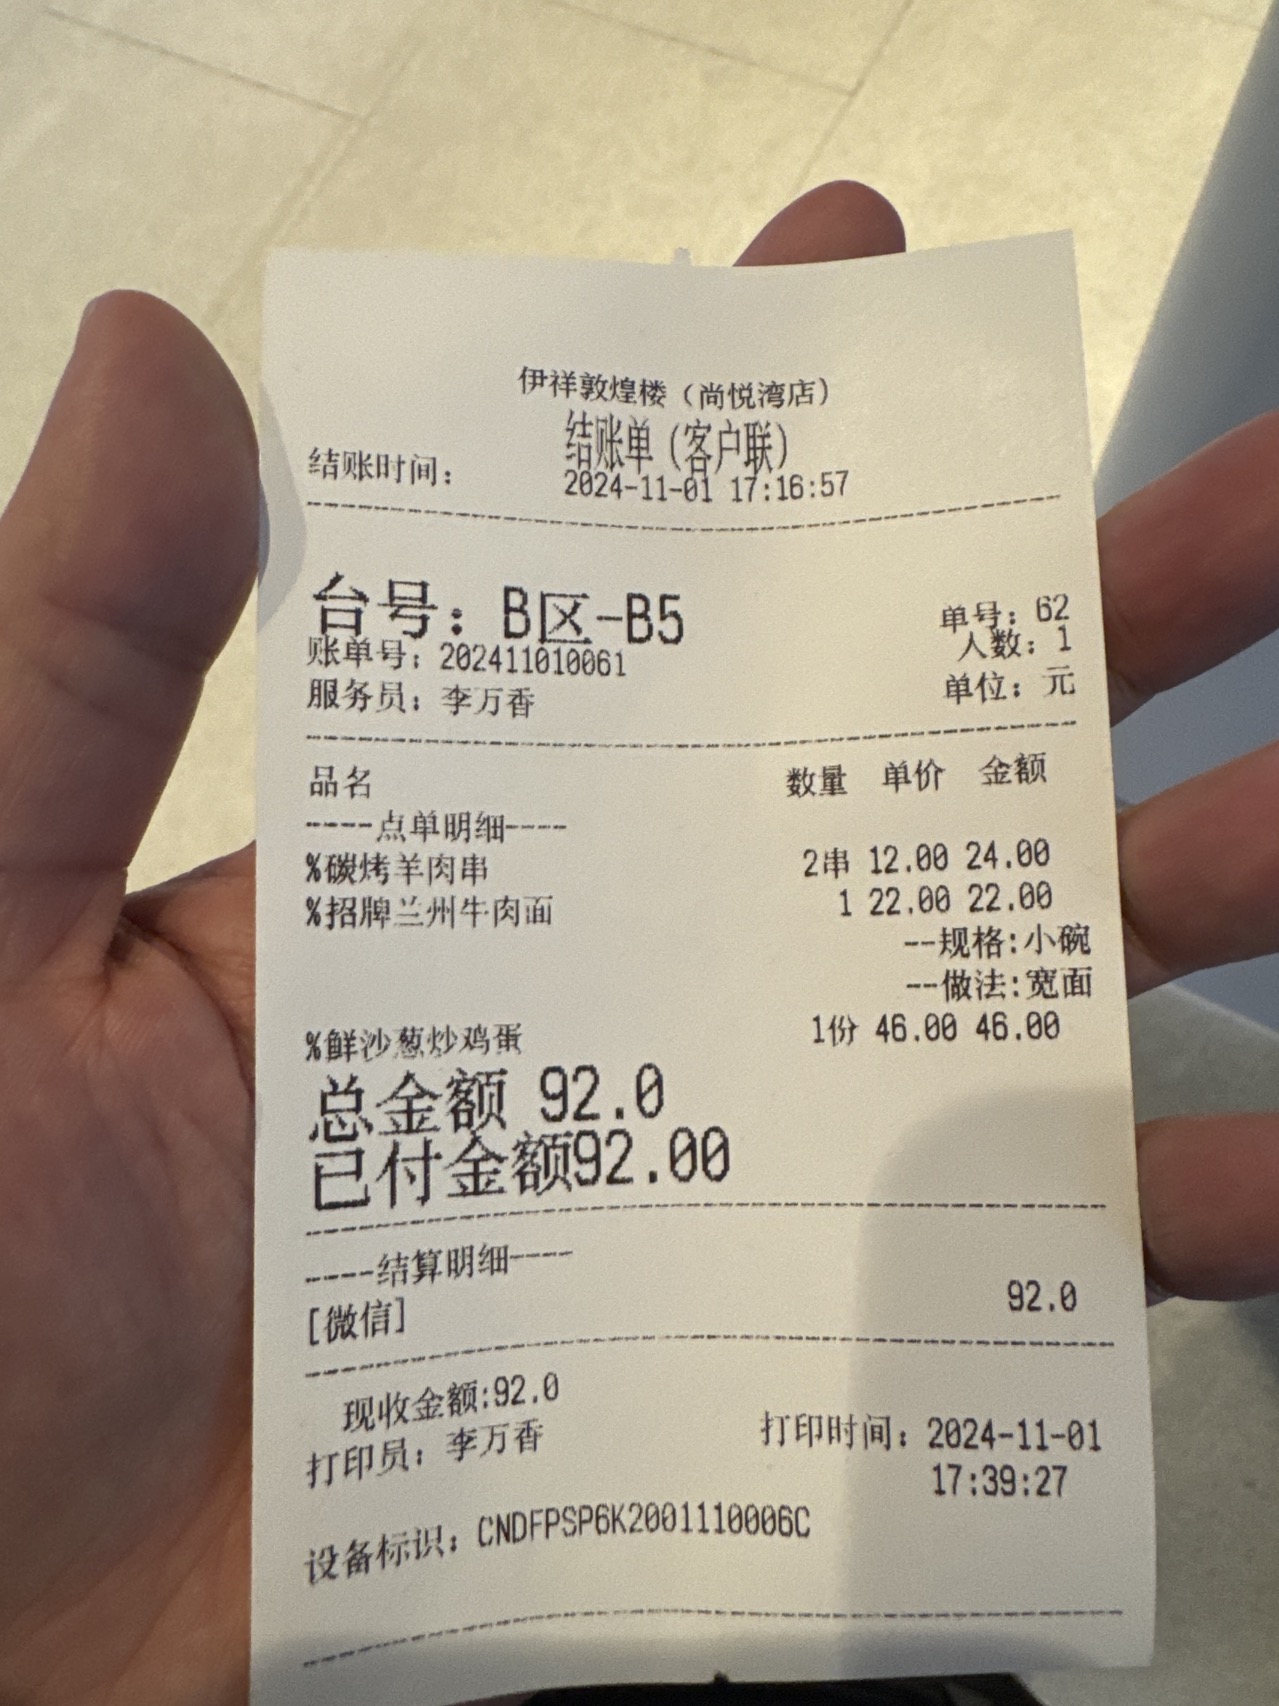 伊祥敦煌楼（尚悦湾店）
结账单（客户联）
结账时间： 2024-11-01 17:16:57
台号：B区-B5
单号：62
账单号：202411010061
人数：1
服务员：李万香
单位：元
品名 数量 单价 金额
-----点单明细----
%碳烤羊肉串 2串 12.00 24.00
%招牌兰州牛肉面 1 22.00 22.00
--规格:小碗
--做法:宽面
%鲜沙葱炒鸡蛋 1份 46.00 46.00
总金额 92.0
已付金额92.00
-----结算明细----
[微信] 92.0
现收金额:92.0
打印员：李万香
打印时间：2024-11-01
17:39:27
设备标识：CNDFPSP6K2001110006C